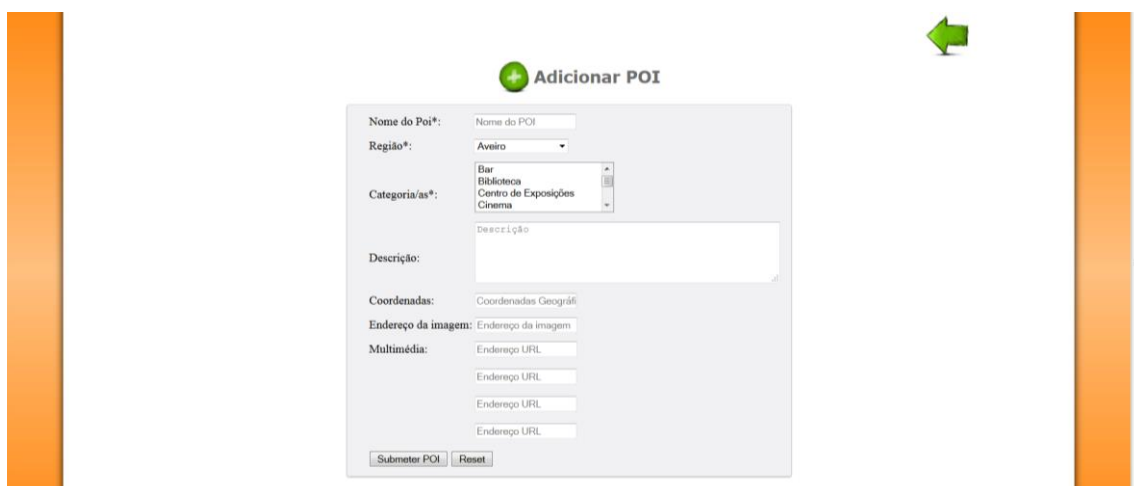 Adicionar POI
Nome do Poi*: Nome do POI
Região*: Aveiro
Categoria/as*: Bar
Biblioteca
Centro de Exposições
Cinema
Descrição: Descrição
Coordenadas: Coordenadas Geográfi
Endereço da imagem: Endereço da imagem
Multimédia: Endereço URL
Endereço URL
Endereço URL
Endereço URL
Submeter POI Reset